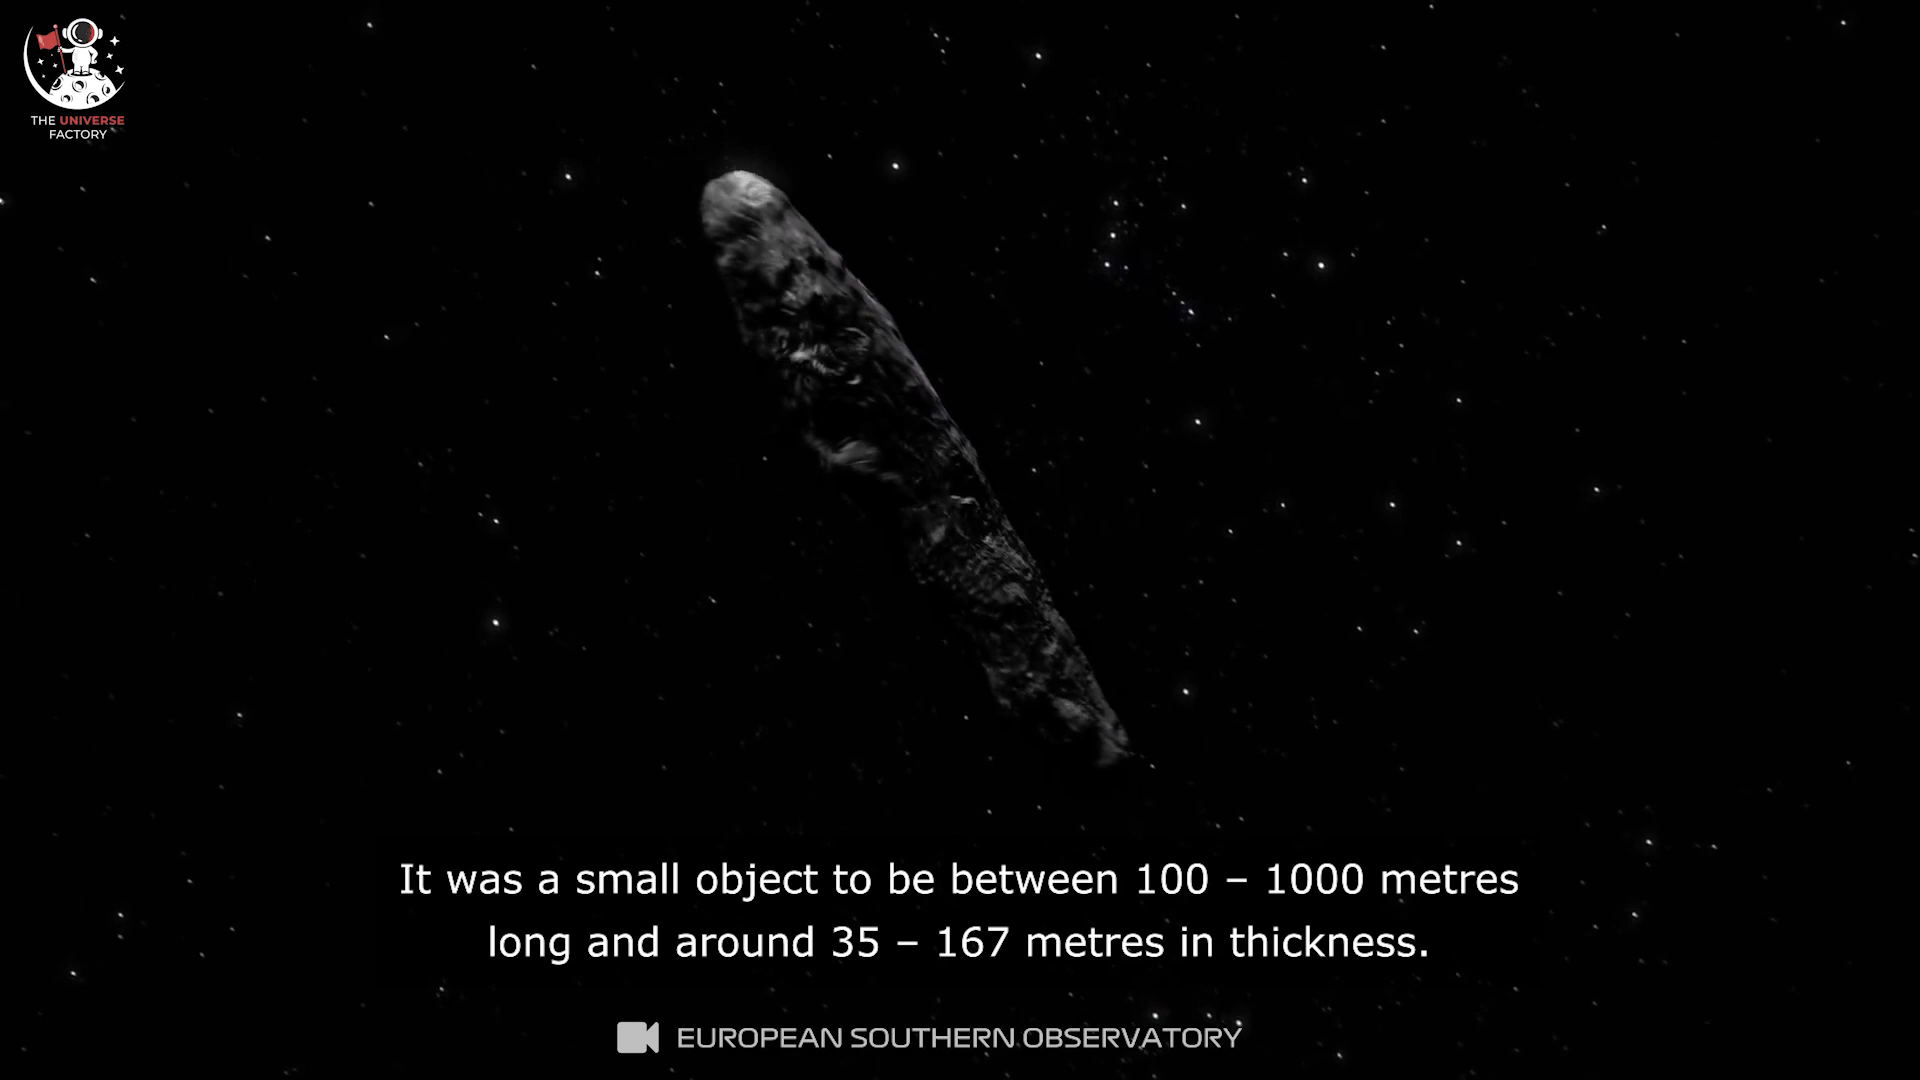 THE UNIVERSE
FACTORY
It was a small object to be between 100 – 1000 metres
long and around 35 – 167 metres in thickness.
EUROPEAN SOUTHERN OBSERVATORY